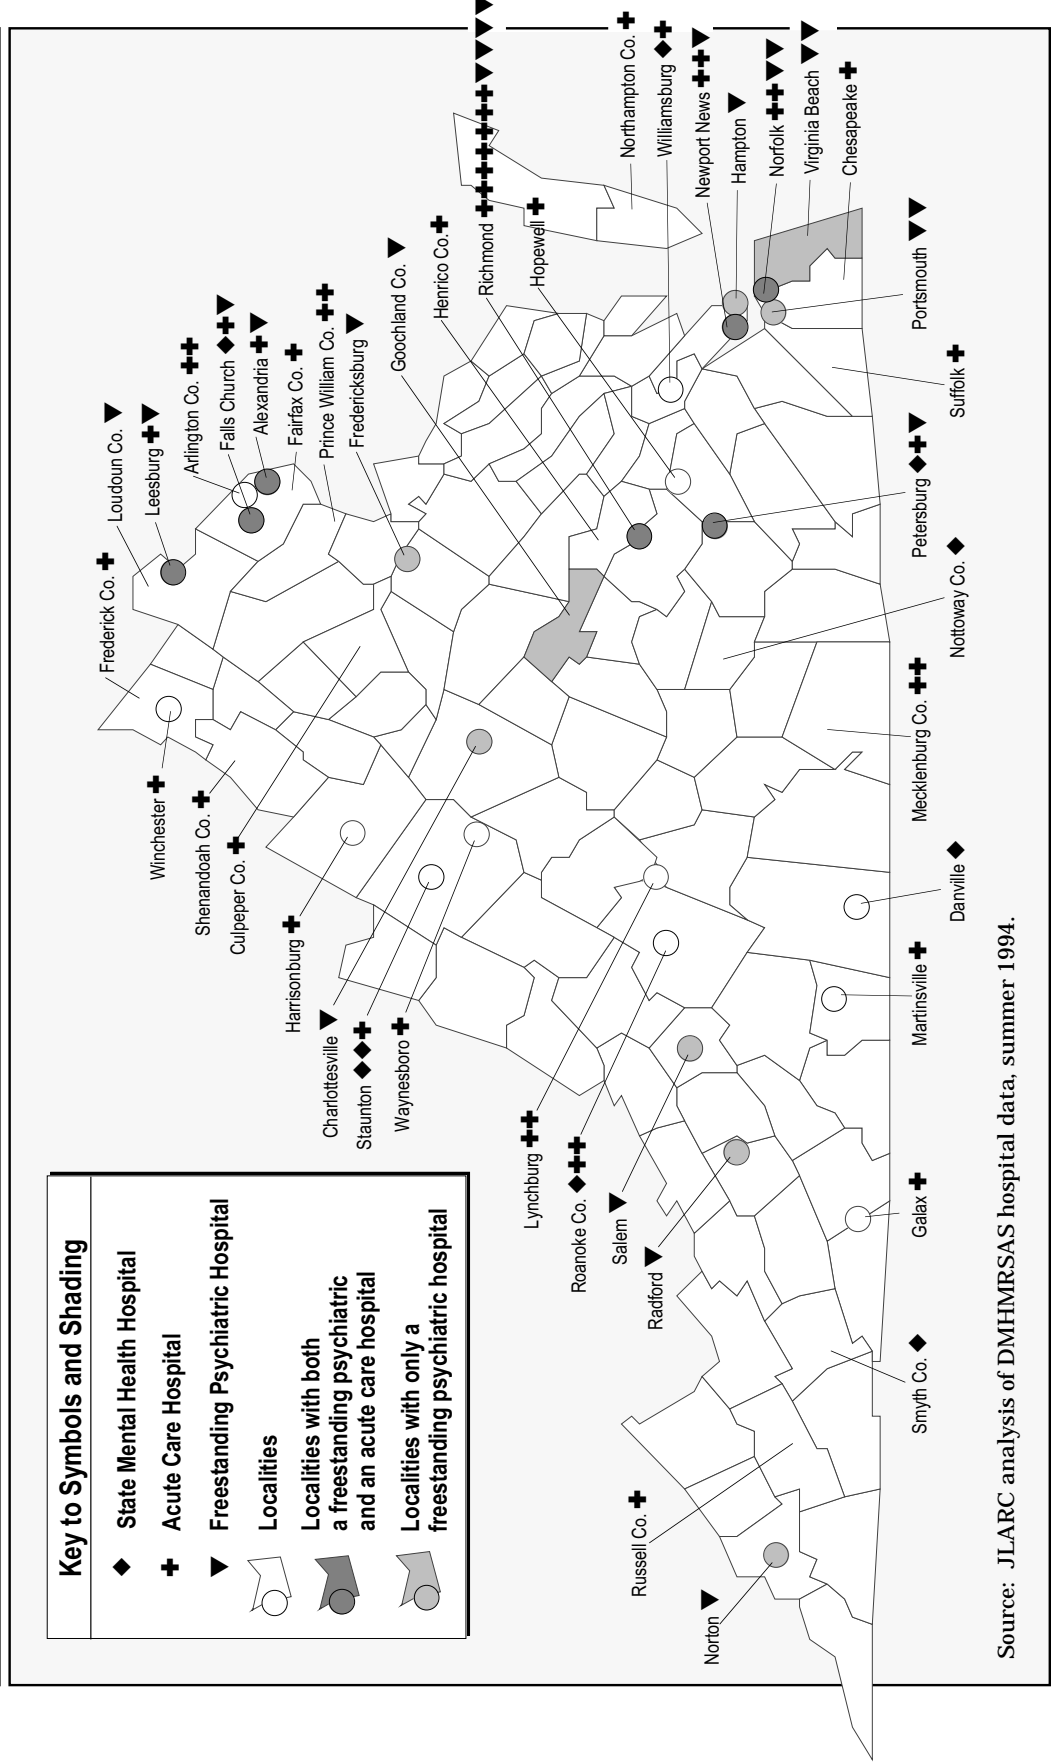 Key to Symbols and Shading
State Mental Health Hospital
Acute Care Hospital
Freestanding Psychiatric Hospital
Localities
Localities with both
a freestanding psychiatric
and an acute care hospital
Localities with only a
freestanding psychiatric hospital
Frederick Co.
Loudoun Co.
Leesburg
Arlington Co.
Falls Church
Alexandria
Fairfax Co.
Prince William Co.
Fredericksburg
Goochland Co.
Henrico Co.
Richmond
Hopewell
Northampton Co.
Williamsburg
Newport News
Hampton
Norfolk
Virginia Beach
Chesapeake
Winchester
Shenandoah Co.
Culpeper Co.
Harrisonburg
Charlottesville
Staunton
Waynesboro
Lynchburg
Roanoke Co.
Salem
Radford
Russell Co.
Norton
Smyth Co.
Galax
Martinsville
Danville
Mecklenburg Co.
Nottoway Co.
Petersburg
Suffolk
Portsmouth
Source: JLARC analysis of DMHMRSAS hospital data, summer 1994.